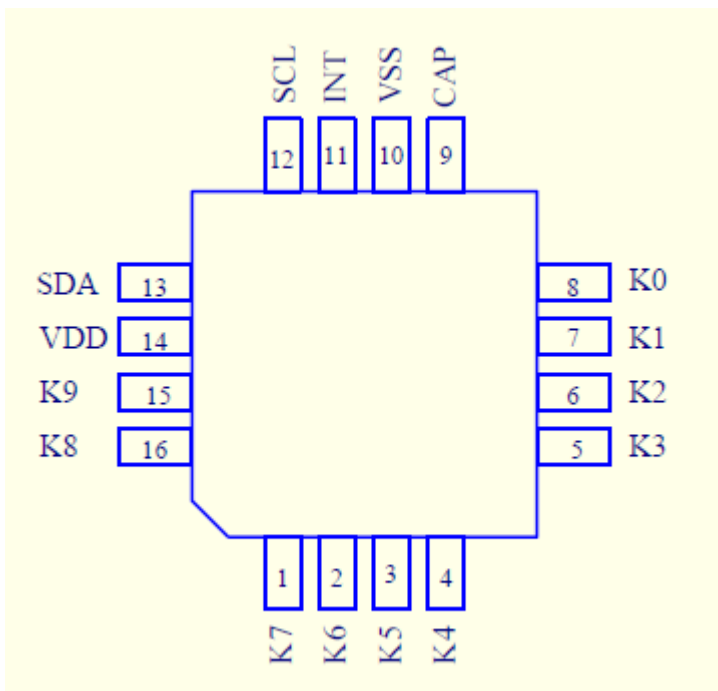 SCL INT VSS CAP
12 11 10 9
SDA 13 8 K0
VDD 14 7 K1
K9 15 6 K2
K8 16 5 K3
1 2 3 4
K7 K6 K5 K4